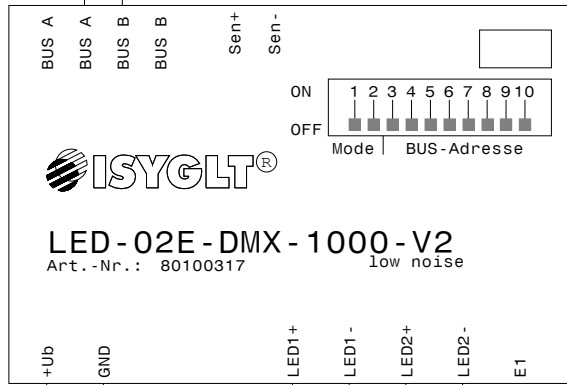 BUS A
BUS A
BUS B
BUS B
Sen+
Sen-
ON
1 2 3 4 5 6 7 8 9 10
OFF
Mode BUS-Adresse
ISYGLT®
LED-02E-DMX-1000-V2
Art.-Nr.: 80100317 low noise
+Ub
GND
LED1+
LED1-
LED2+
LED2-
E1